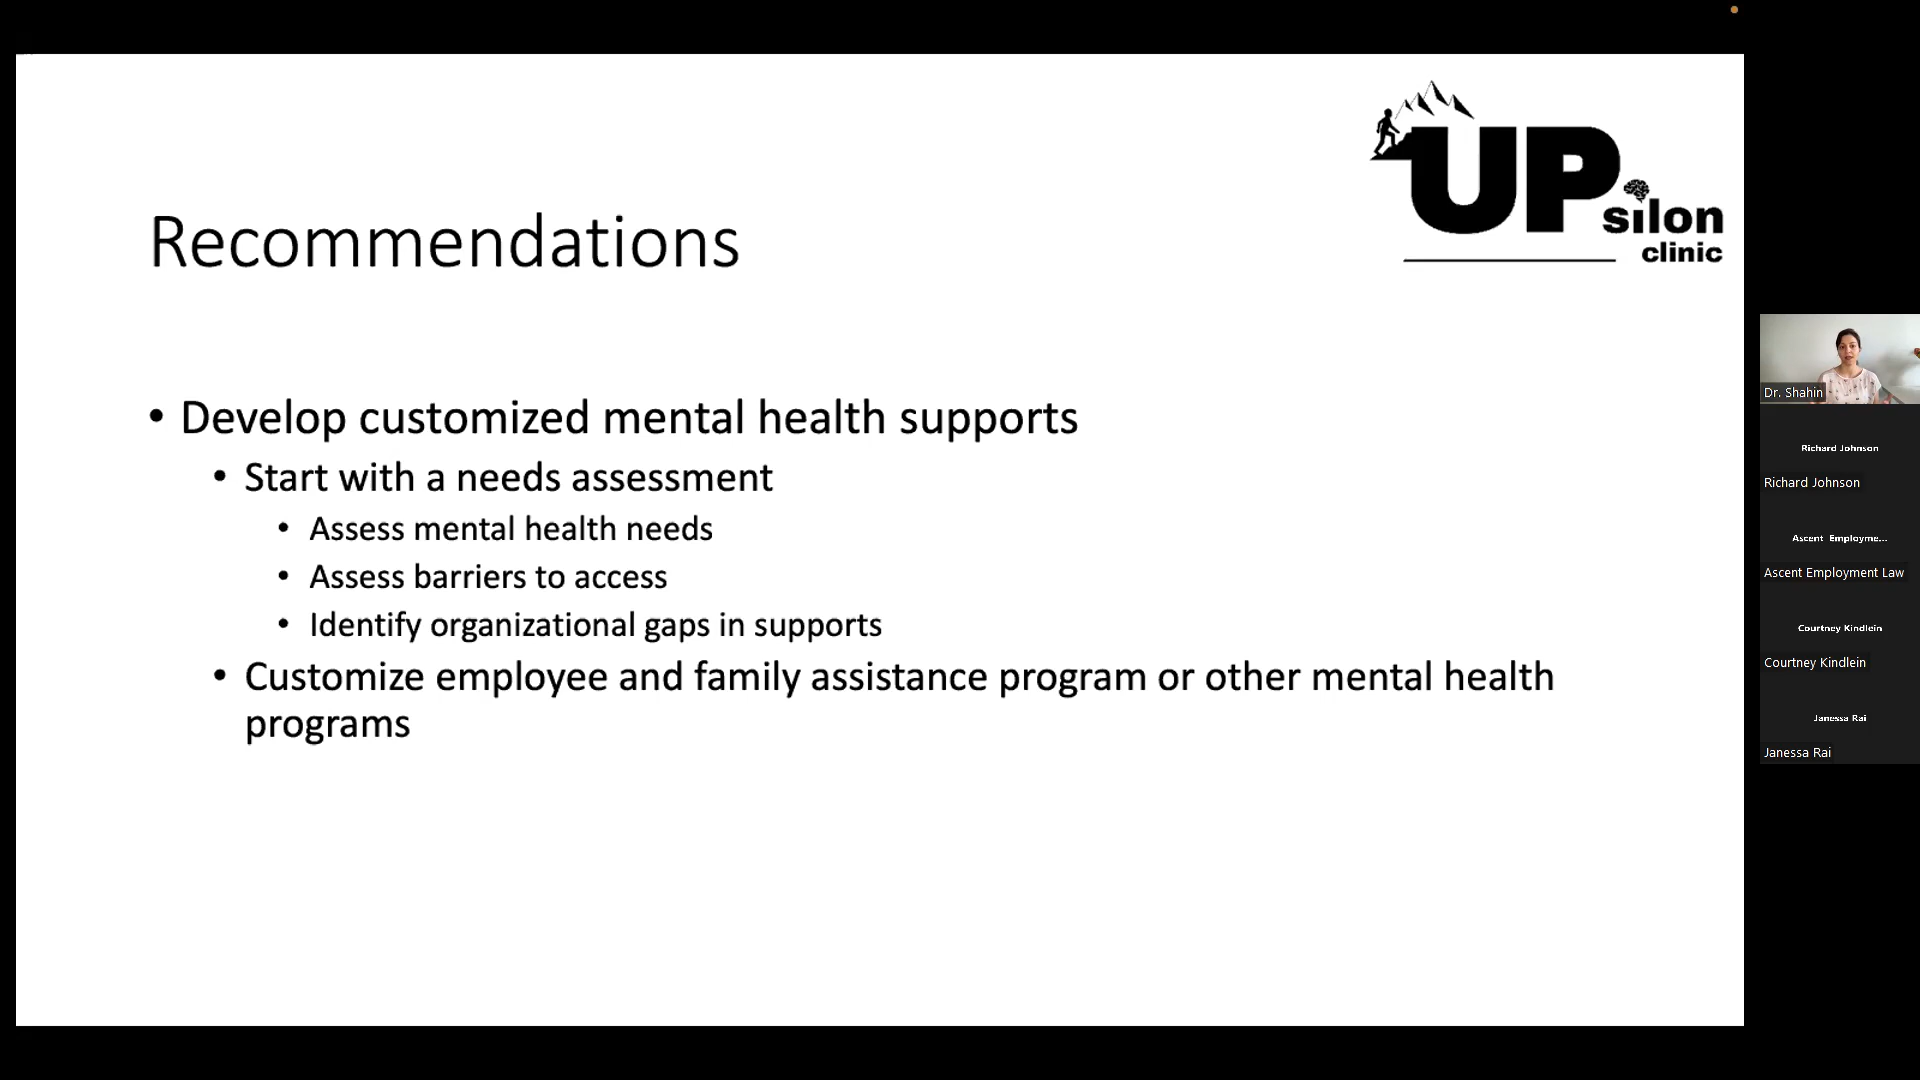 UPsilon
clinic
Recommendations
• Develop customized mental health supports
• Start with a needs assessment
• Assess mental health needs
• Assess barriers to access
• Identify organizational gaps in supports
• Customize employee and family assistance program or other mental health
programs
Dr. Shahin
Richard Johnson
Richard Johnson
Ascent Employme...
Ascent Employment Law
Courtney Kindlein
Courtney Kindlein
Janessa Rai
Janessa Rai